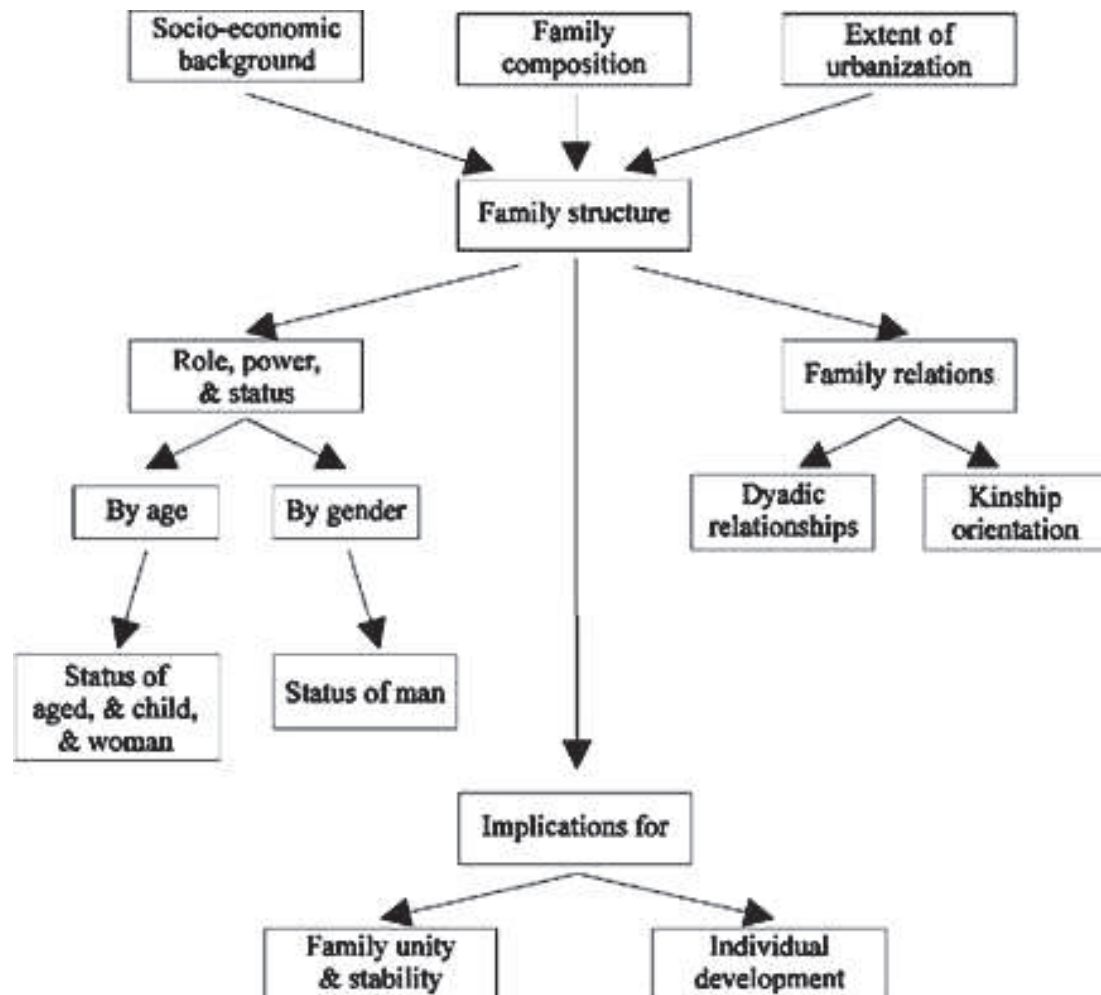 Socio-economic
background
Family
composition
Extent of
urbanization
Family structure
Role, power,
& status
Family relations
By age
By gender
Dyadic
relationships
Kinship
orientation
Status of
aged, & child,
& woman
Status of man
Implications for
Family unity
& stability
Individual
development